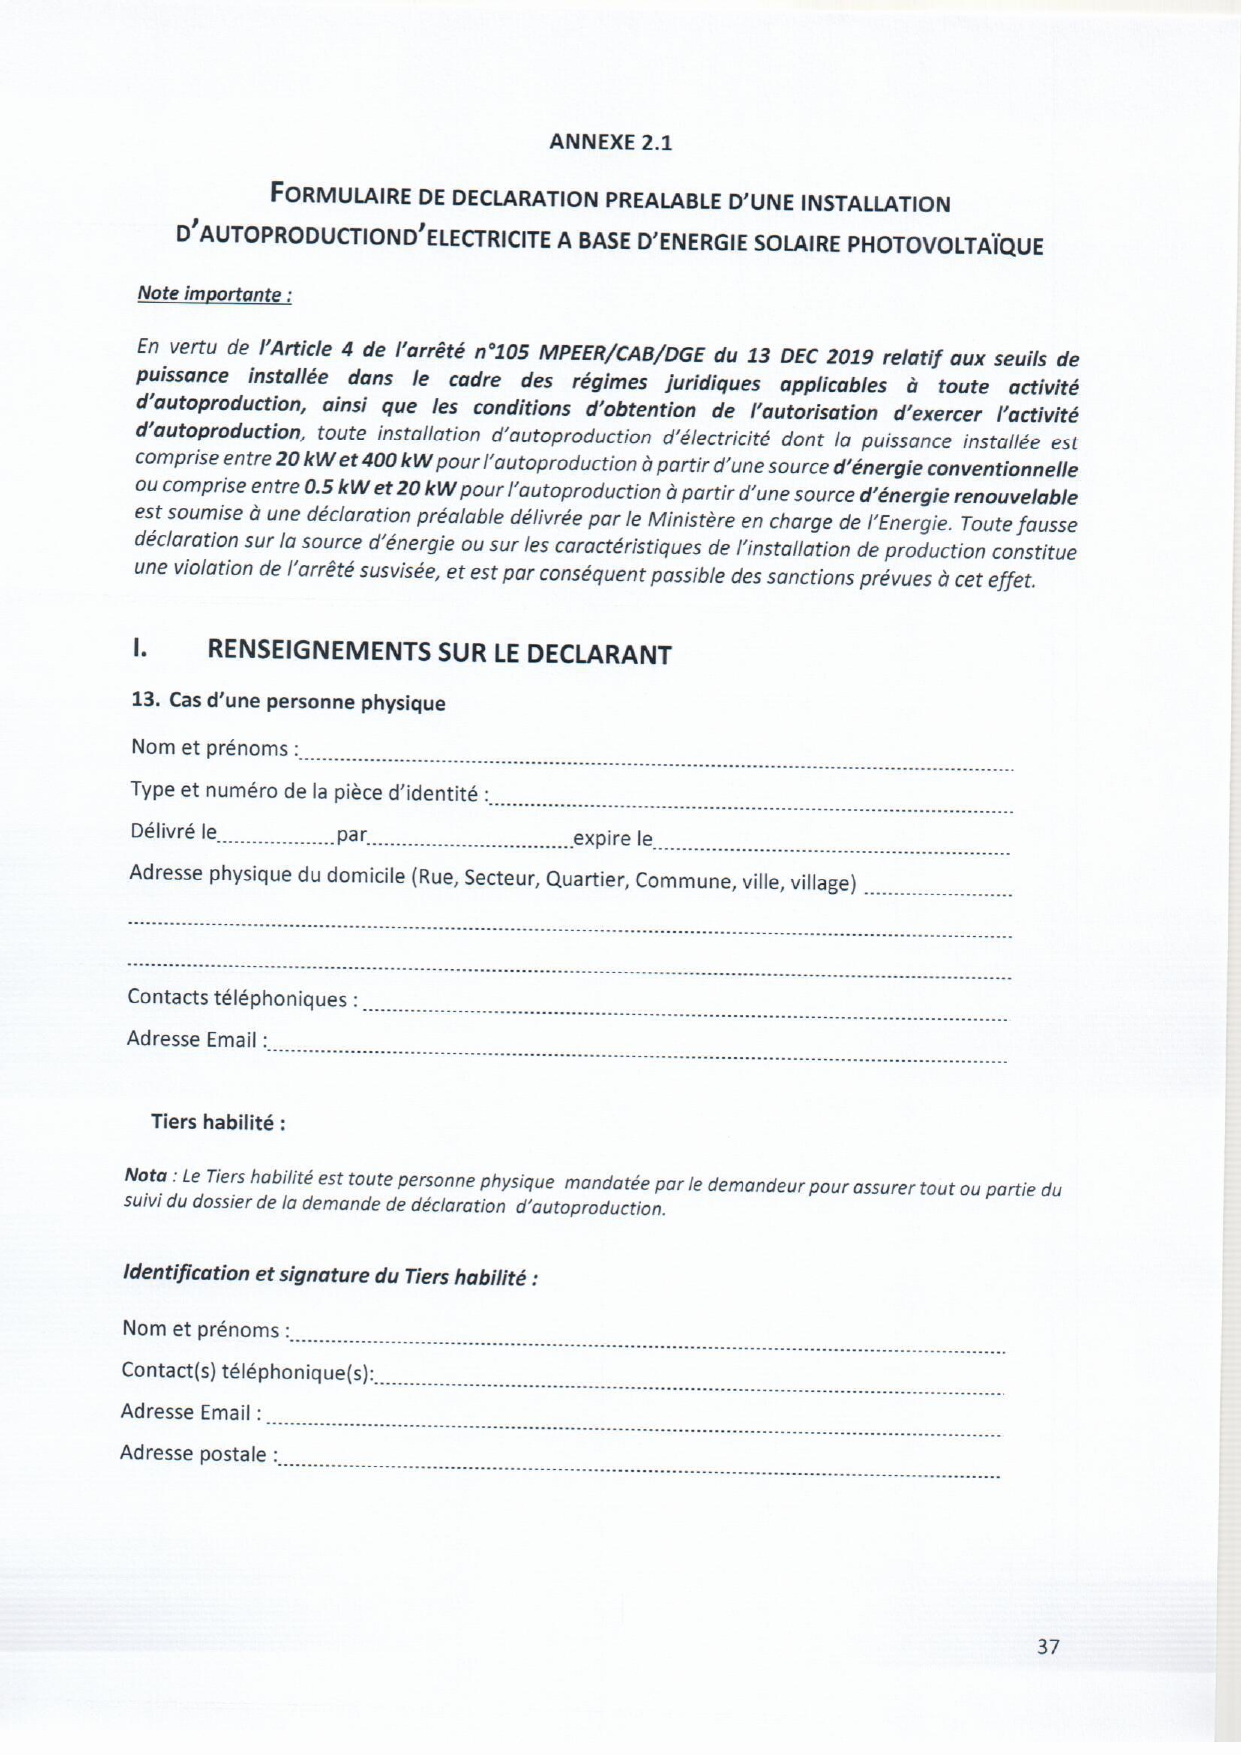 ANNEXE 2.1
FORMULAIRE DE DECLARATION PREALABLE D'UNE INSTALLATION
D'AUTOPRODUCTIOND'ELECTRICITE A BASE D'ENERGIE SOLAIRE PHOTOVOLTAÏQUE
Note importante :
En vertu de l'Article 4 de l'arrêté n°105 MPEER/CAB/DGE du 13 DEC 2019 relatif aux seuils de
puissance installée dans le cadre des régimes juridiques applicables à toute activité
d'autoproduction, ainsi que les conditions d'obtention de l'autorisation d'exercer l'activité
d'autoproduction, toute installation d'autoproduction d'électricité dont la puissance installée est
comprise entre 20 kW et 400 kW pour l'autoproduction à partir d'une source d'énergie conventionnelle
ou comprise entre 0.5 kW et 20 kW pour l'autoproduction à partir d'une source d'énergie renouvelable
est soumise à une déclaration préalable délivrée par le Ministère en charge de l'Energie. Toute fausse
déclaration sur la source d'énergie ou sur les caractéristiques de l'installation de production constitue
une violation de l'arrêté susvisée, et est par conséquent passible des sanctions prévues à cet effet.
I. RENSEIGNEMENTS SUR LE DECLARANT
13. Cas d'une personne physique
Nom et prénoms :
Type et numéro de la pièce d'identité :
Délivré le par expire le
Adresse physique du domicile (Rue, Secteur, Quartier, Commune, ville, village)
Contacts téléphoniques :
Adresse Email :
Tiers habilité :
Nota : Le Tiers habilité est toute personne physique mandatée par le demandeur pour assurer tout ou partie du
suivi du dossier de la demande de déclaration d'autoproduction.
Identification et signature du Tiers habilité :
Nom et prénoms :
Contact(s) téléphonique(s):
Adresse Email :
Adresse postale :
37